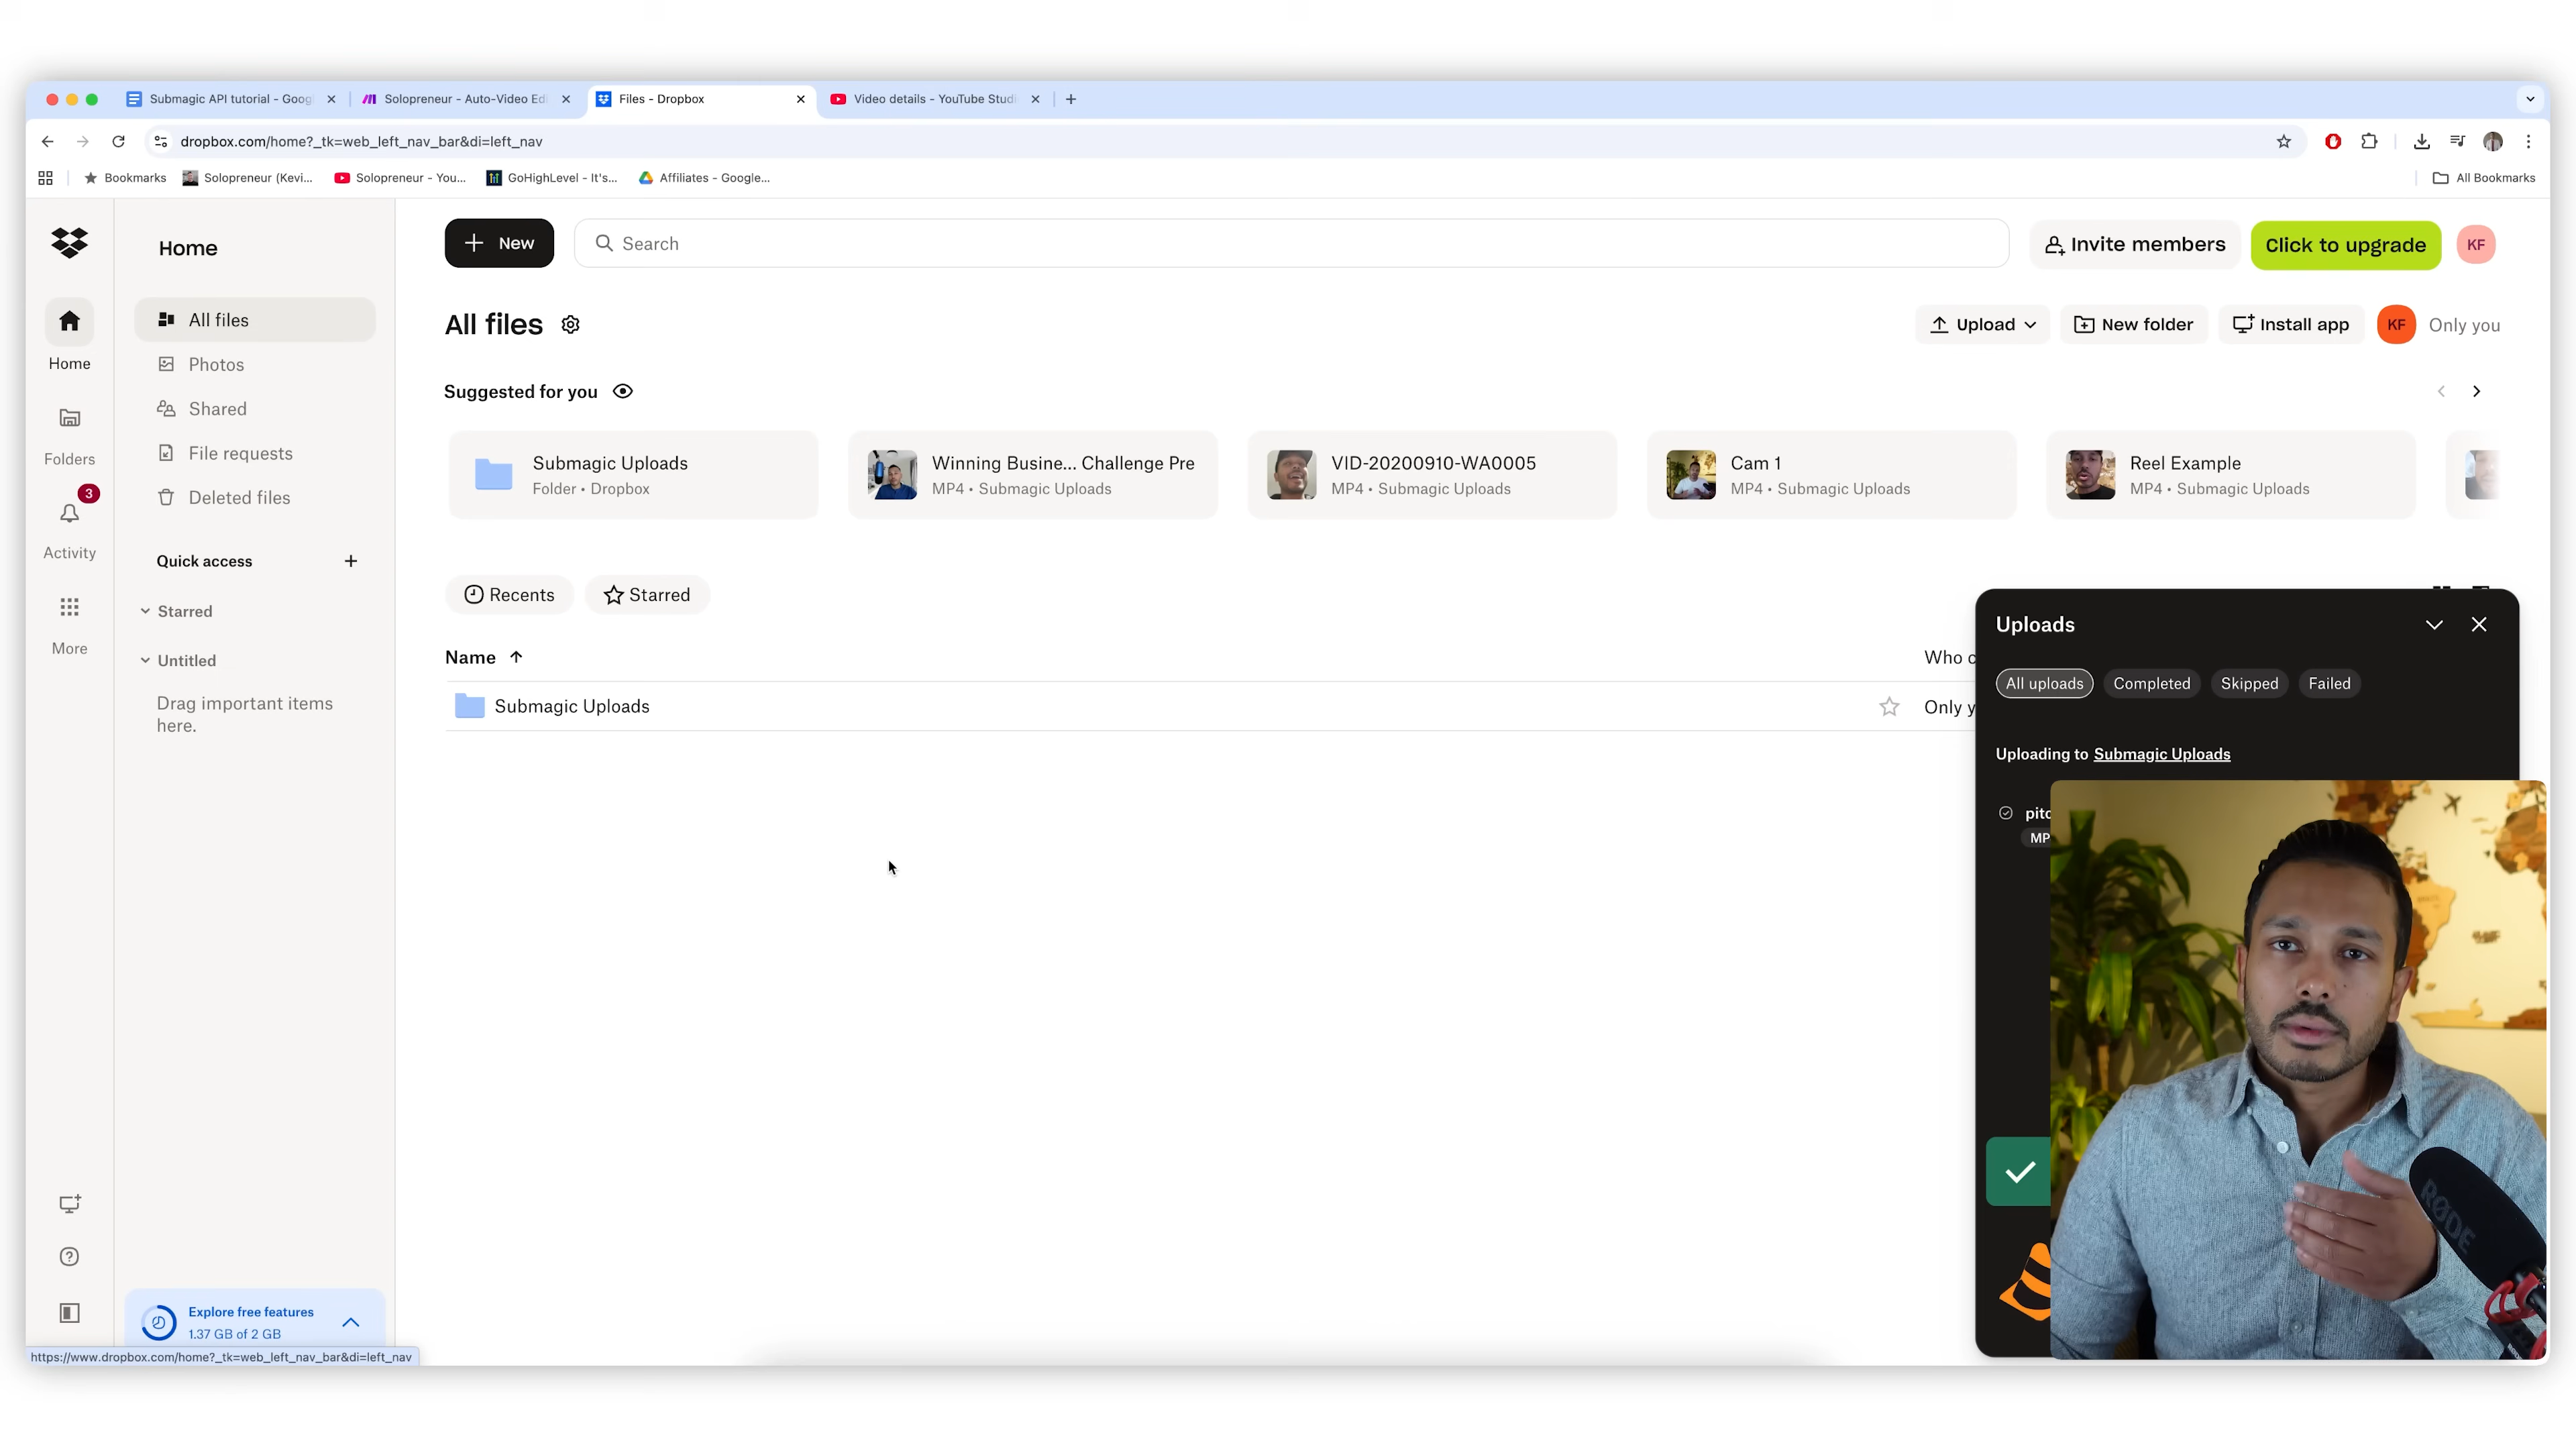 Submagic API tutorial - Goog
Solopreneur - Auto-Video Edi
Files - Dropbox
Video details - YouTube Studi
dropbox.com/home?_tk=web_left_nav_bar&di=left_nav
Bookmarks
Solopreneur (Kevi...
Solopreneur - You...
GoHighLevel - It's...
Affiliates - Google...
All Bookmarks
Home
Folders
3
Activity
More
Home
All files
Photos
Shared
File requests
Deleted files
Quick access
Starred
Untitled
Drag important items
here.
Explore free features
1.37 GB of 2 GB
https://www.dropbox.com/home?_tk=web_left_nav_bar&di=left_nav
New
Search
Invite members
Click to upgrade
KF
All files
Upload
New folder
Install app
KF
Only you
Suggested for you
Submagic Uploads
Folder • Dropbox
Winning Busine... Challenge Pre
MP4 • Submagic Uploads
VID-20200910-WA0005
MP4 • Submagic Uploads
Cam 1
MP4 • Submagic Uploads
Reel Example
MP4 • Submagic Uploads
Recents
Starred
Name
Who c
Submagic Uploads
Only y
Uploads
All uploads
Completed
Skipped
Failed
Uploading to Submagic Uploads
pitc
MP
RØDE